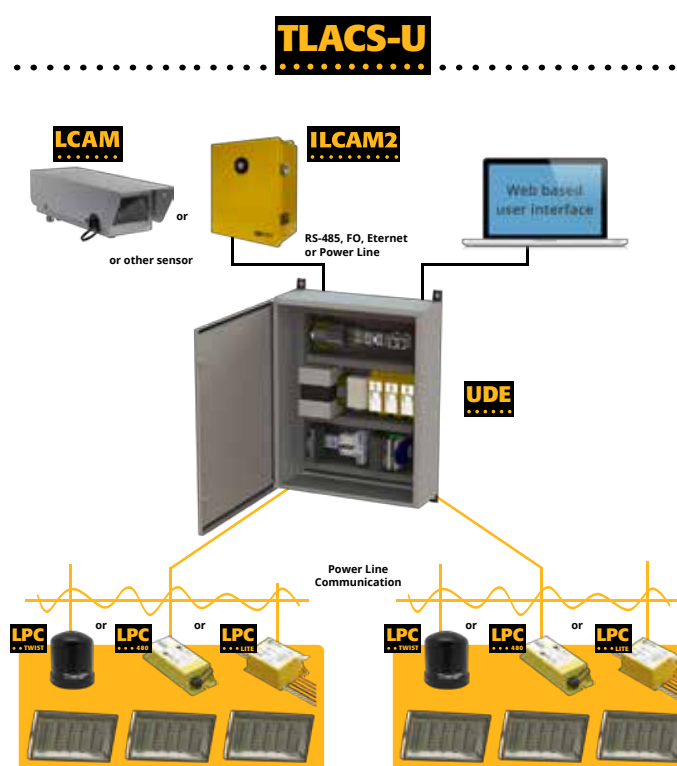 TLACS-U
LCAM
ILCAM2
or
Web based
user interface
RS-485, FO, Eternet
or Power Line
or other sensor
UDE
Power Line
Communication
or
or
LPC
TWIST
LPC
480
LPC
LITE
or
or
LPC
TWIST
LPC
480
LPC
LITE